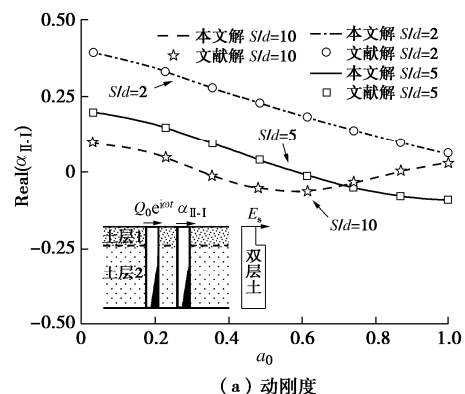 本文解 S/d=10
文献解 S/d=10
本文解 S/d=2
文献解 S/d=2
本文解 S/d=5
文献解 S/d=5
0.50
0.25
0
-0.25
-0.50
Real(αII-I)
S/d=2
S/d=5
S/d=10
Q0e^iωt
αII-I
Es
土层1
土层2
双层土
0
0.2
0.4
0.6
0.8
1.0
a0
(a)动刚度